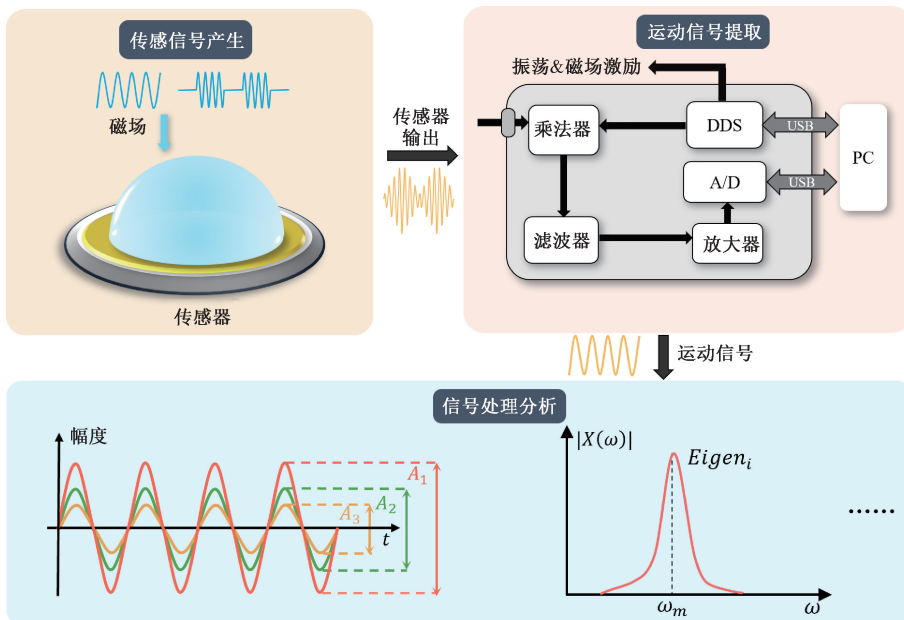 传感信号产生
磁场
传感器
传感器
输出
运动信号提取
振荡&磁场激励
乘法器
DDS
USB
PC
A/D
USB
滤波器
放大器
运动信号
信号处理分析
幅度
A₁
A₂
A₃
t
|X(ω)|
Eigenᵢ
......
ωₘ
ω